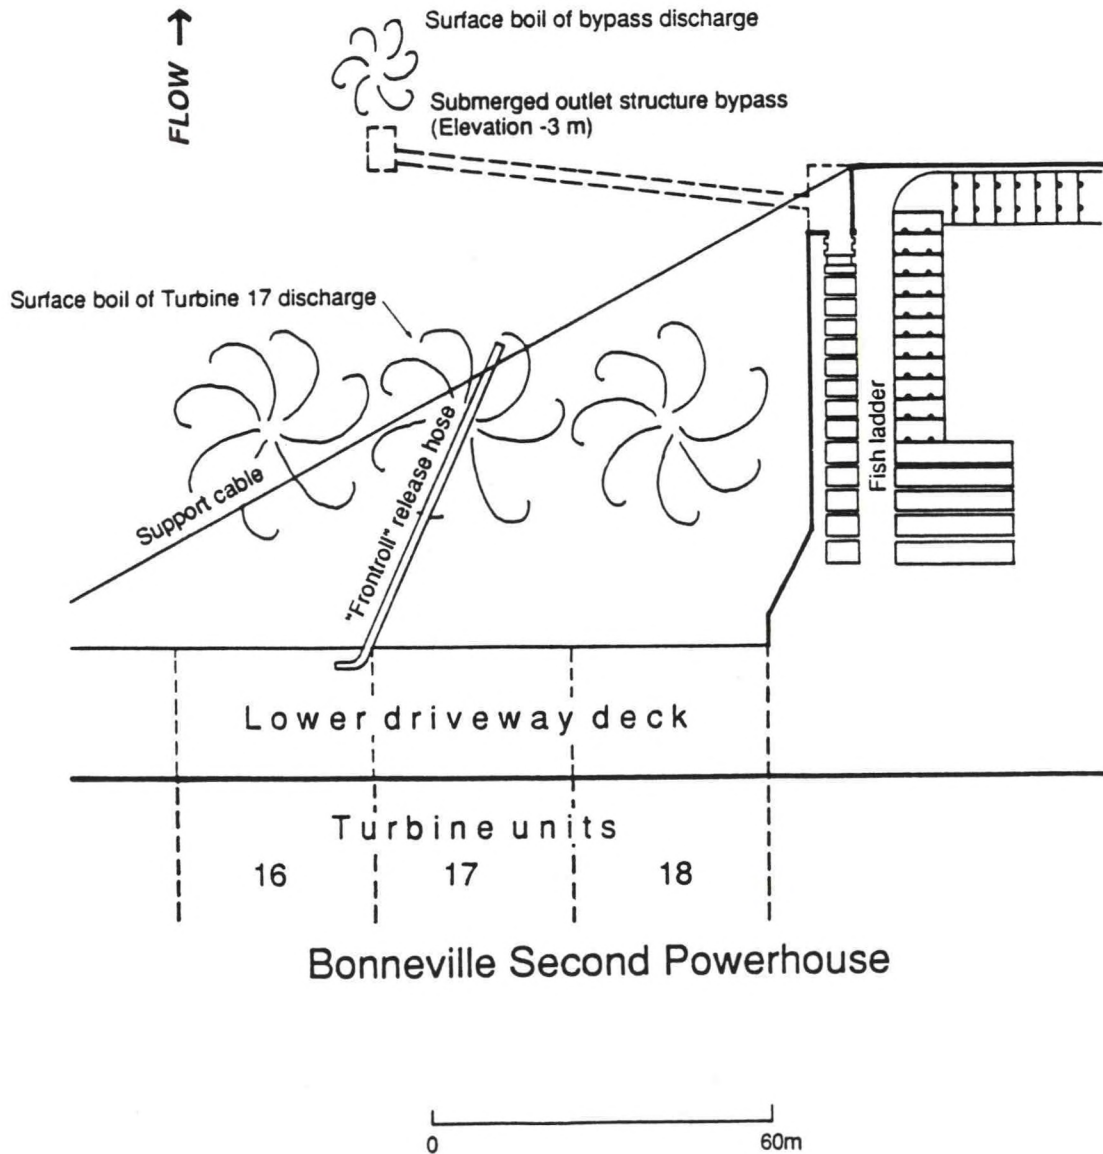 FLOW →
Surface boil of bypass discharge
Submerged outlet structure bypass
(Elevation -3 m)
Surface boil of Turbine 17 discharge
Support cable
"Frontroll" release hose
Fish ladder
Lower driveway deck
Turbine units
16 17 18
Bonneville Second Powerhouse
0 60m